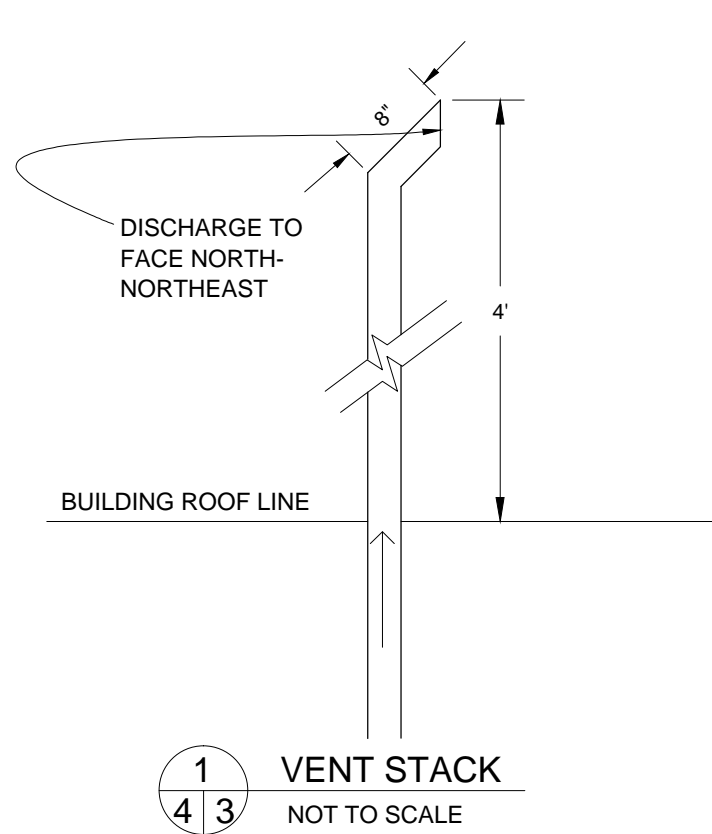 8"
DISCHARGE TO
FACE NORTH-
NORTHEAST
4'
BUILDING ROOF LINE
1
4 3
VENT STACK
NOT TO SCALE